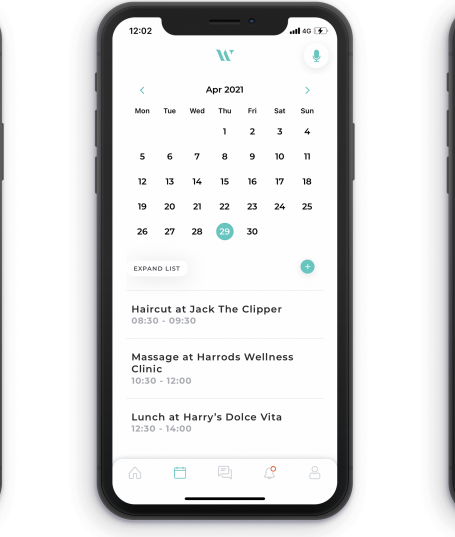 12:02 4G
W
Apr 2021
Mon Tue Wed Thu Fri Sat Sun
1 2 3 4
5 6 7 8 9 10 11
12 13 14 15 16 17 18
19 20 21 22 23 24 25
26 27 28 29 30
EXPAND LIST
Haircut at Jack The Clipper
08:30 - 09:30
Massage at Harrods Wellness
Clinic
10:30 - 12:00
Lunch at Harry’s Dolce Vita
12:30 - 14:00